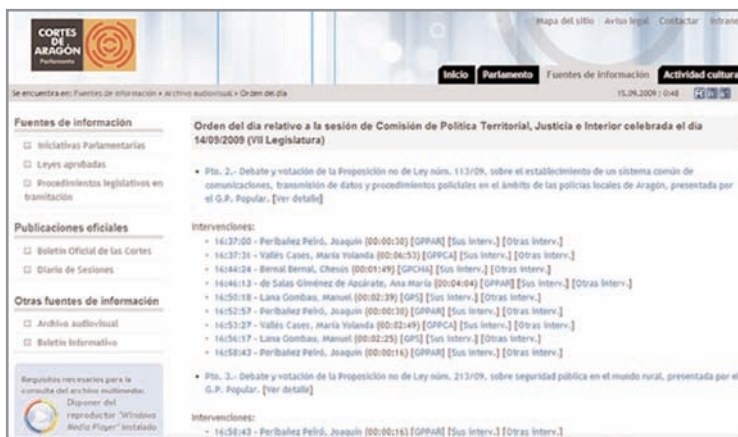 Mapa del sitio | Aviso legal | Contactar | Intrane
CORTES
DE
ARAGÓN
Parlamento
Inicio Parlamento Fuentes de información Actividad cultura
Se encuentra en: Fuentes de información » Archivo audiovisual » Orden del día
15.09.2009 | 0:48
Fuentes de información
Iniciativas Parlamentarias
Leyes aprobadas
Procedimientos legislativos en
tramitación
Publicaciones oficiales
Boletín Oficial de las Cortes
Diario de Sesiones
Otras fuentes de información
Archivo audiovisual
Boletín informativo
Requisitos necesarios para la
consulta del archivo multimedia:
Disponer del
reproductor "Windows
Media Player" instalado
Orden del día relativo a la sesión de Comisión de Política Territorial, Justicia e Interior celebrada el día
14/09/2009 (VII Legislatura)
Pto. 2.- Debate y votación de la Proposición no de Ley núm. 113/09, sobre el establecimiento de un sistema común de
comunicaciones, transmisión de datos y procedimientos policiales en el ámbito de las policías locales de Aragón, presentada por
el G.P. Popular. [Ver detalle]
Intervenciones:
16:37:00 - Peribañez Peiró, Joaquín (00:00:30) [GPPAR] [Sus interv.] [Otras interv.]
16:37:31 - Vallés Cases, María Yolanda (00:06:53) [GPPCA] [Sus interv.] [Otras interv.]
16:44:24 - Bernal Bernal, Chesús (00:01:49) [GPCHA] [Sus interv.] [Otras interv.]
16:46:13 - de Salas Giménez de Azcárate, Ana María (00:04:04) [GPPAR] [Sus interv.] [Otras interv.]
16:50:18 - Lana Gombau, Manuel (00:02:39) [GPS] [Sus interv.] [Otras interv.]
16:52:57 - Peribañez Peiró, Joaquín (00:00:30) [GPPAR] [Sus interv.] [Otras interv.]
16:53:27 - Vallés Cases, María Yolanda (00:02:49) [GPPCA] [Sus interv.] [Otras interv.]
16:56:17 - Lana Gombau, Manuel (00:02:25) [GPS] [Sus interv.] [Otras interv.]
16:58:43 - Peribañez Peiró, Joaquín (00:00:16) [GPPAR] [Sus interv.] [Otras interv.]
Pto. 3.- Debate y votación de la Proposición no de Ley núm. 213/09, sobre seguridad pública en el mundo rural, presentada por el
G.P. Popular. [Ver detalle]
Intervenciones:
16:58:43 - Peribañez Peiró, Joaquín (00:00:16) [GPPAR] [Sus interv.] [Otras interv.]